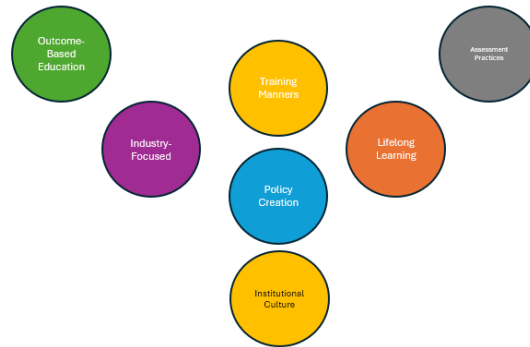 Outcome-
Based
Education
Assessment
Practices
Training
Manners
Industry-
Focused
Lifelong
Learning
Policy
Creation
Institutional
Culture